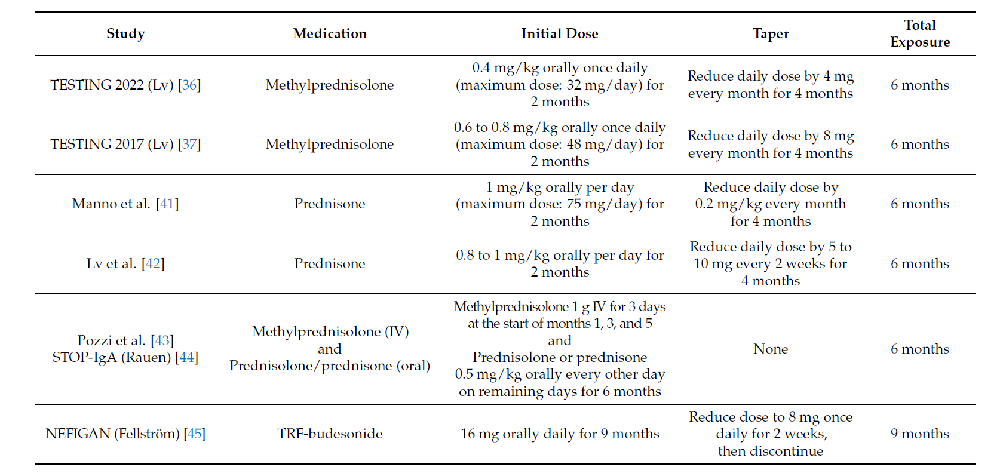 Study Medication Initial Dose Taper Total Exposure
TESTING 2022 (Lv) [36]
Methylprednisolone
0.4 mg/kg orally once daily
(maximum dose: 32 mg/day) for
2 months
Reduce daily dose by 4 mg
every month for 4 months
6 months
TESTING 2017 (Lv) [37]
Methylprednisolone
0.6 to 0.8 mg/kg orally once daily
(maximum dose: 48 mg/day) for
2 months
Reduce daily dose by 8 mg
every month for 4 months
6 months
Manno et al. [41]
Prednisone
1 mg/kg orally per day
(maximum dose: 75 mg/day) for
2 months
Reduce daily dose by
0.2 mg/kg every month
for 4 months
6 months
Lv et al. [42]
Prednisone
0.8 to 1 mg/kg orally per day for
2 months
Reduce daily dose by 5 to
10 mg every 2 weeks for
4 months
6 months
Pozzi et al. [43]
STOP-IgA (Rauen) [44]
Methylprednisolone (IV)
and
Prednisolone/prednisone (oral)
Methylprednisolone 1 g IV for 3 days
at the start of months 1, 3, and 5
and
Prednisolone or prednisone
0.5 mg/kg orally every other day
on remaining days for 6 months
None
6 months
NEFIGAN (Fellström) [45]
TRF-budesonide
16 mg orally daily for 9 months
Reduce dose to 8 mg once
daily for 2 weeks,
then discontinue
9 months